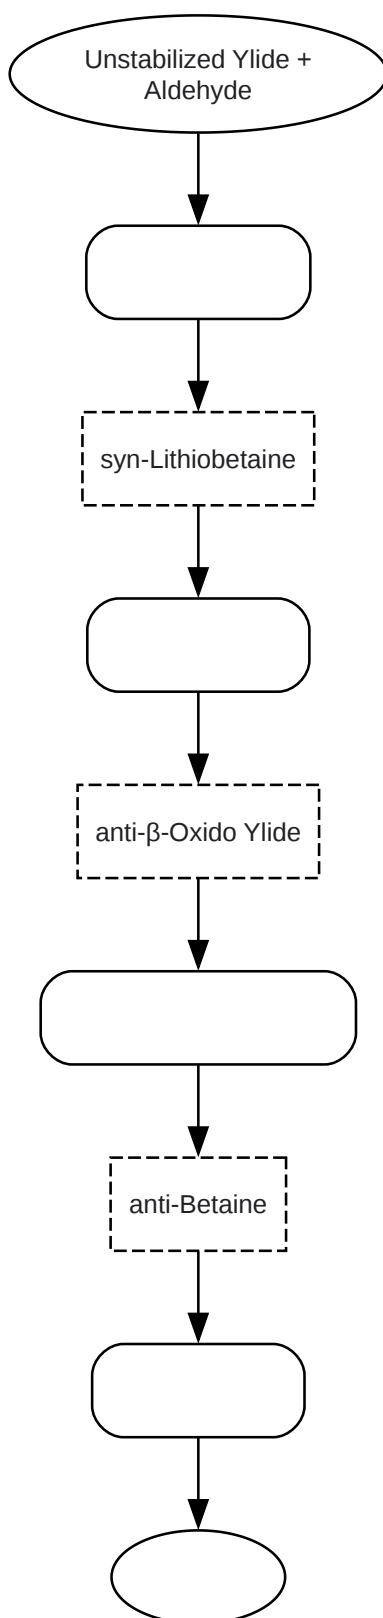 Unstabilized Ylide +
Aldehyde
syn-Lithiobetaine
anti-β-Oxido Ylide
anti-Betaine